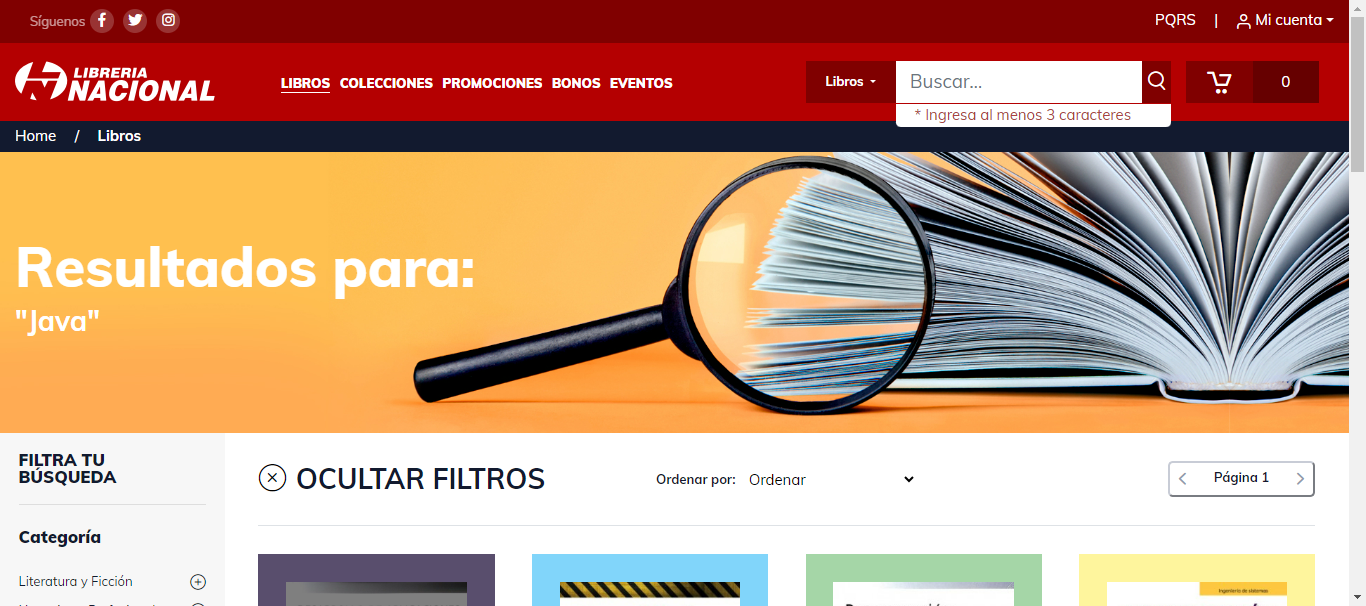 Síguenos
PQRS | Mi cuenta
LIBRERIA
NACIONAL
LIBROS COLECCIONES PROMOCIONES BONOS EVENTOS
Libros
Buscar...
0
* Ingresa al menos 3 caracteres
Home / Libros
Resultados para:
"Java"
FILTRA TU
BÚSQUEDA
OCULTAR FILTROS
Ordenar por: Ordenar
Página 1
Categoría
Literatura y Ficción
Ingeniería de sistemas